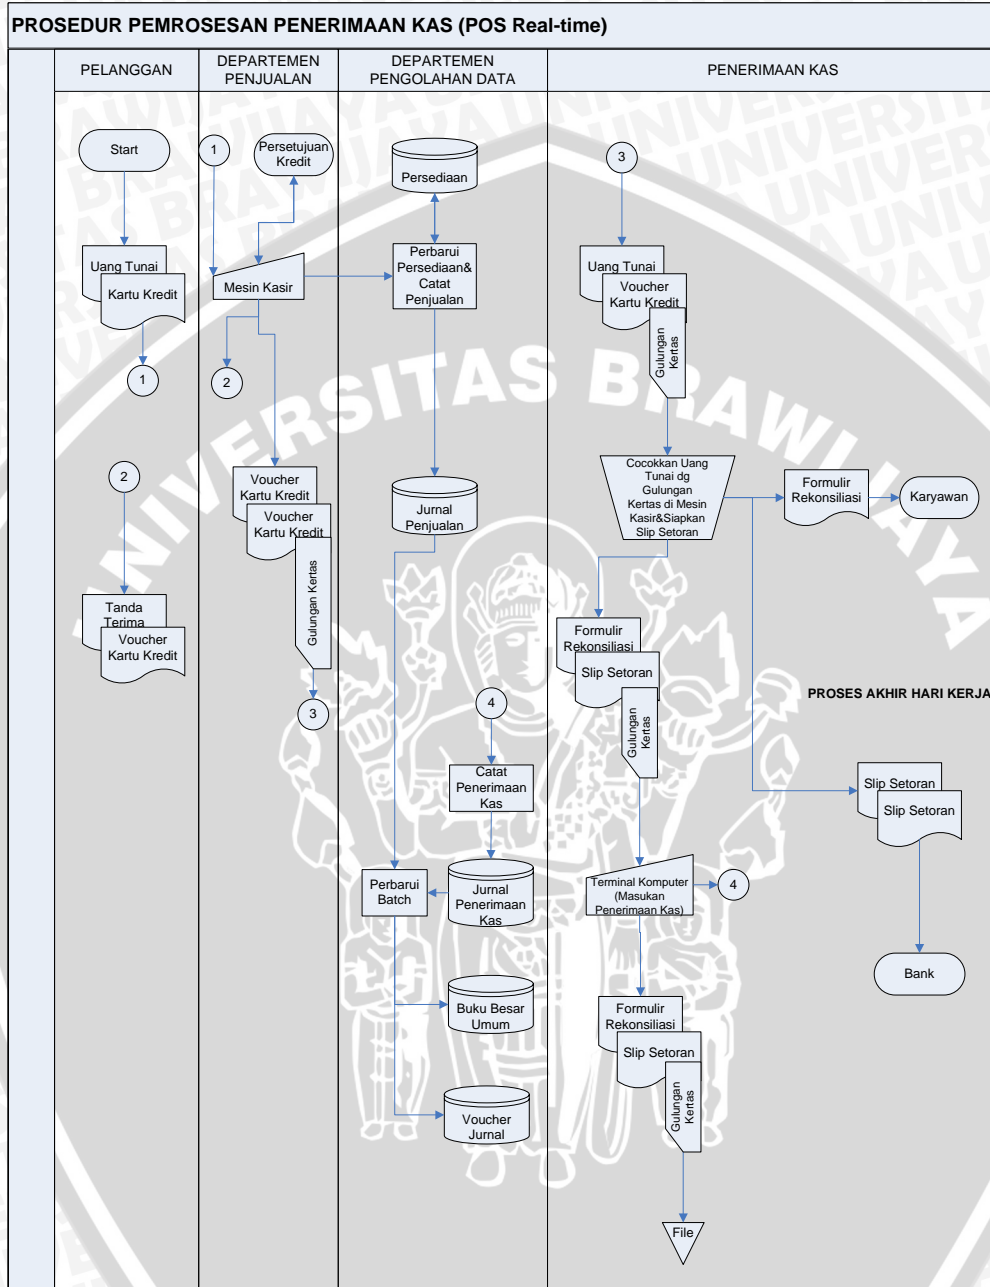 PROSEDUR PEMROSESAN PENERIMAAN KAS (POS Real-time)
PELANGGAN
DEPARTEMEN
PENJUALAN
DEPARTEMEN
PENGOLAHAN DATA
PENERIMAAN KAS
Start
Uang Tunai
Kartu Kredit
1
2
Tanda
Terima
Voucher
Kartu Kredit
1
Persetujuan
Kredit
Mesin Kasir
2
Voucher
Kartu Kredit
Voucher
Kartu Kredit
Gulungan Kertas
3
Persediaan
Perbarui
Persediaan&
Catat
Penjualan
Jurnal
Penjualan
4
Catat
Penerimaan
Kas
Perbarui
Batch
Jurnal
Penerimaan
Kas
Buku Besar
Umum
Voucher
Jurnal
3
Uang Tunai
Voucher
Kartu Kredit
Gulungan
Kertas
Cocokkan Uang
Tunai dg
Gulungan
Kertas di Mesin
Kasir&Siapkan
Slip Setoran
Formulir
Rekonsiliasi
Karyawan
Formulir
Rekonsiliasi
Slip Setoran
Gulungan
Kertas
PROSES AKHIR HARI KERJA
Slip Setoran
Slip Setoran
Terminal Komputer
(Masukan
Penerimaan Kas)
4
Bank
Formulir
Rekonsiliasi
Slip Setoran
Gulungan
Kertas
File
UNIVERSITAS BRAWIJAYA